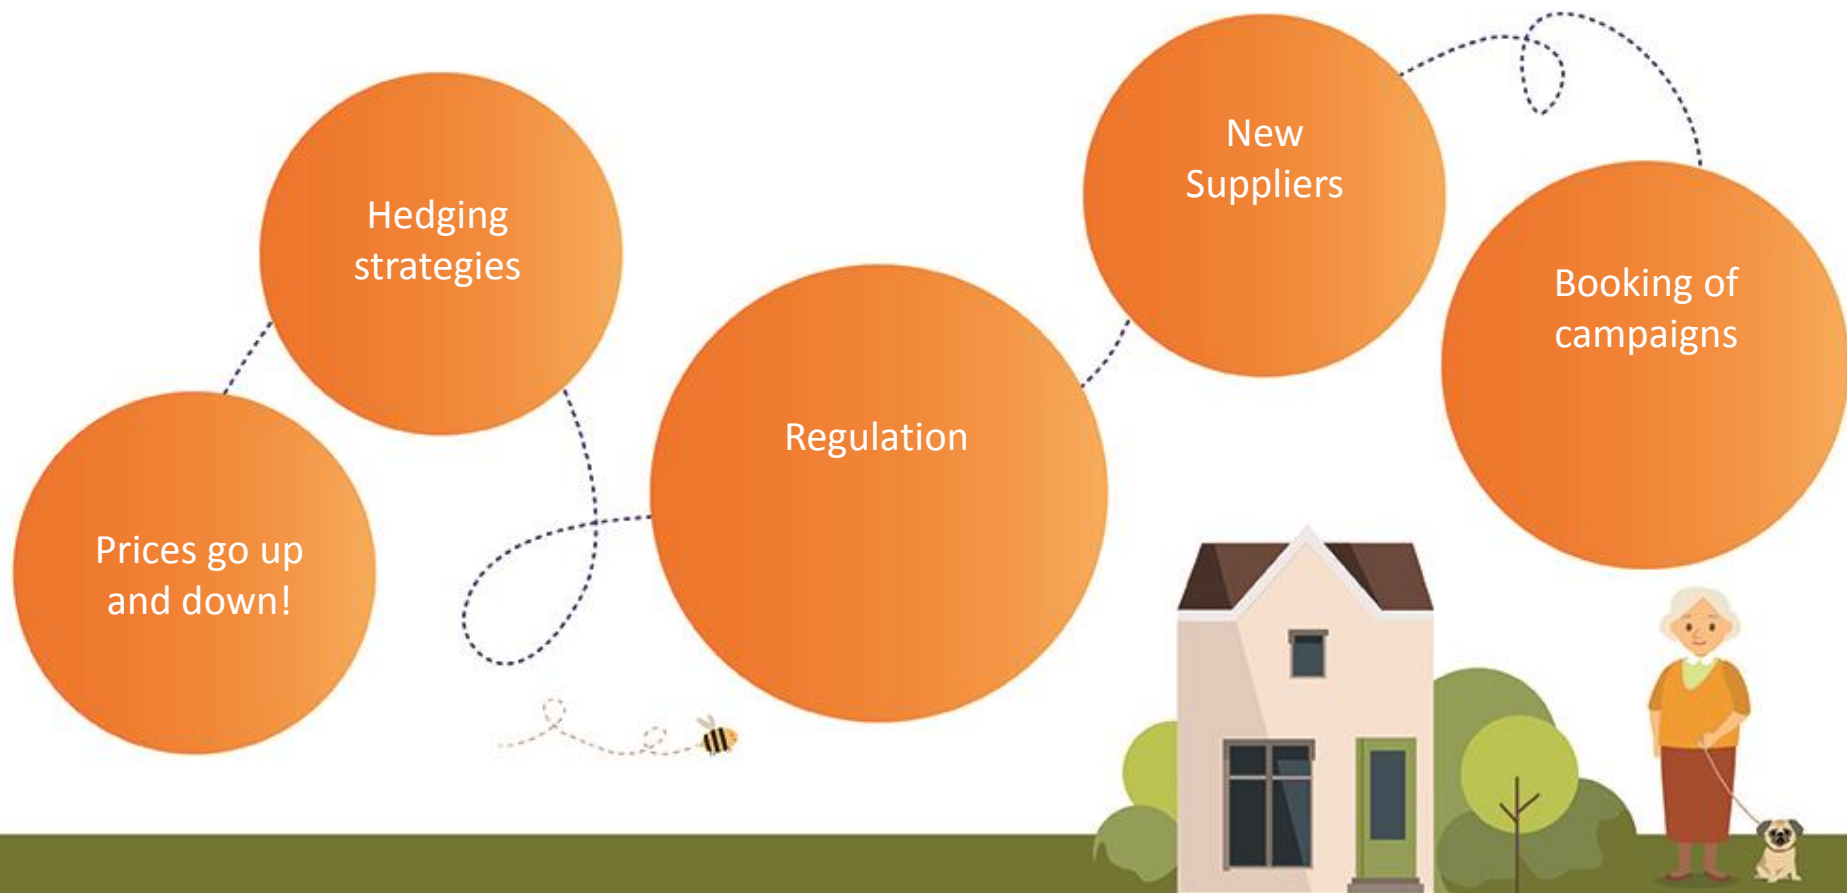 Prices go up
and down!
Hedging
strategies
Regulation
New
Suppliers
Booking of
campaigns